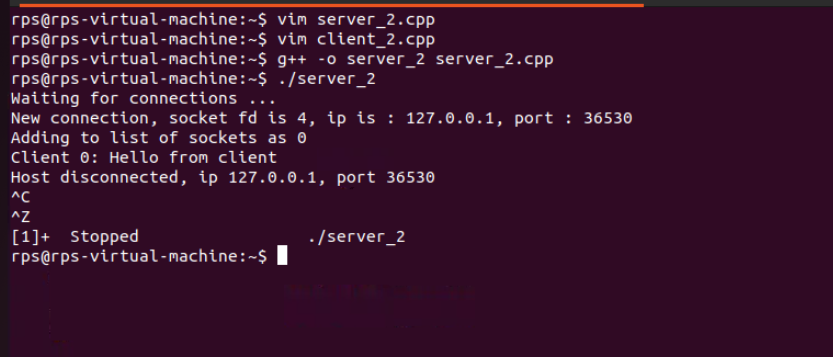 rps@rps-virtual-machine:~$ vim server_2.cpp
rps@rps-virtual-machine:~$ vim client_2.cpp
rps@rps-virtual-machine:~$ g++ -o server_2 server_2.cpp
rps@rps-virtual-machine:~$ ./server_2
Waiting for connections ...
New connection, socket fd is 4, ip is : 127.0.0.1, port : 36530
Adding to list of sockets as 0
Client 0: Hello from client
Host disconnected, ip 127.0.0.1, port 36530
^C
^Z
[1]+  Stopped                 ./server_2
rps@rps-virtual-machine:~$